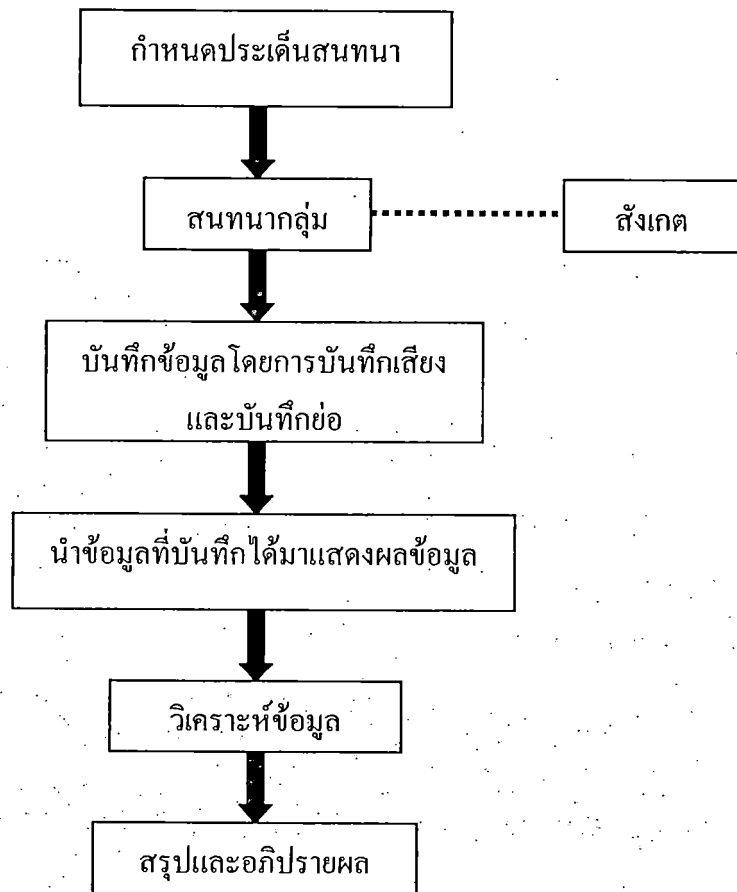 กำหนดประเด็นสนทนา
สนทนากลุ่ม
สังเกต
บันทึกข้อมูลโดยการบันทึกเสียง
และบันทึกย่อ
นำข้อมูลที่บันทึกได้มาแสดงผลข้อมูล
วิเคราะห์ข้อมูล
สรุปและอภิปรายผล